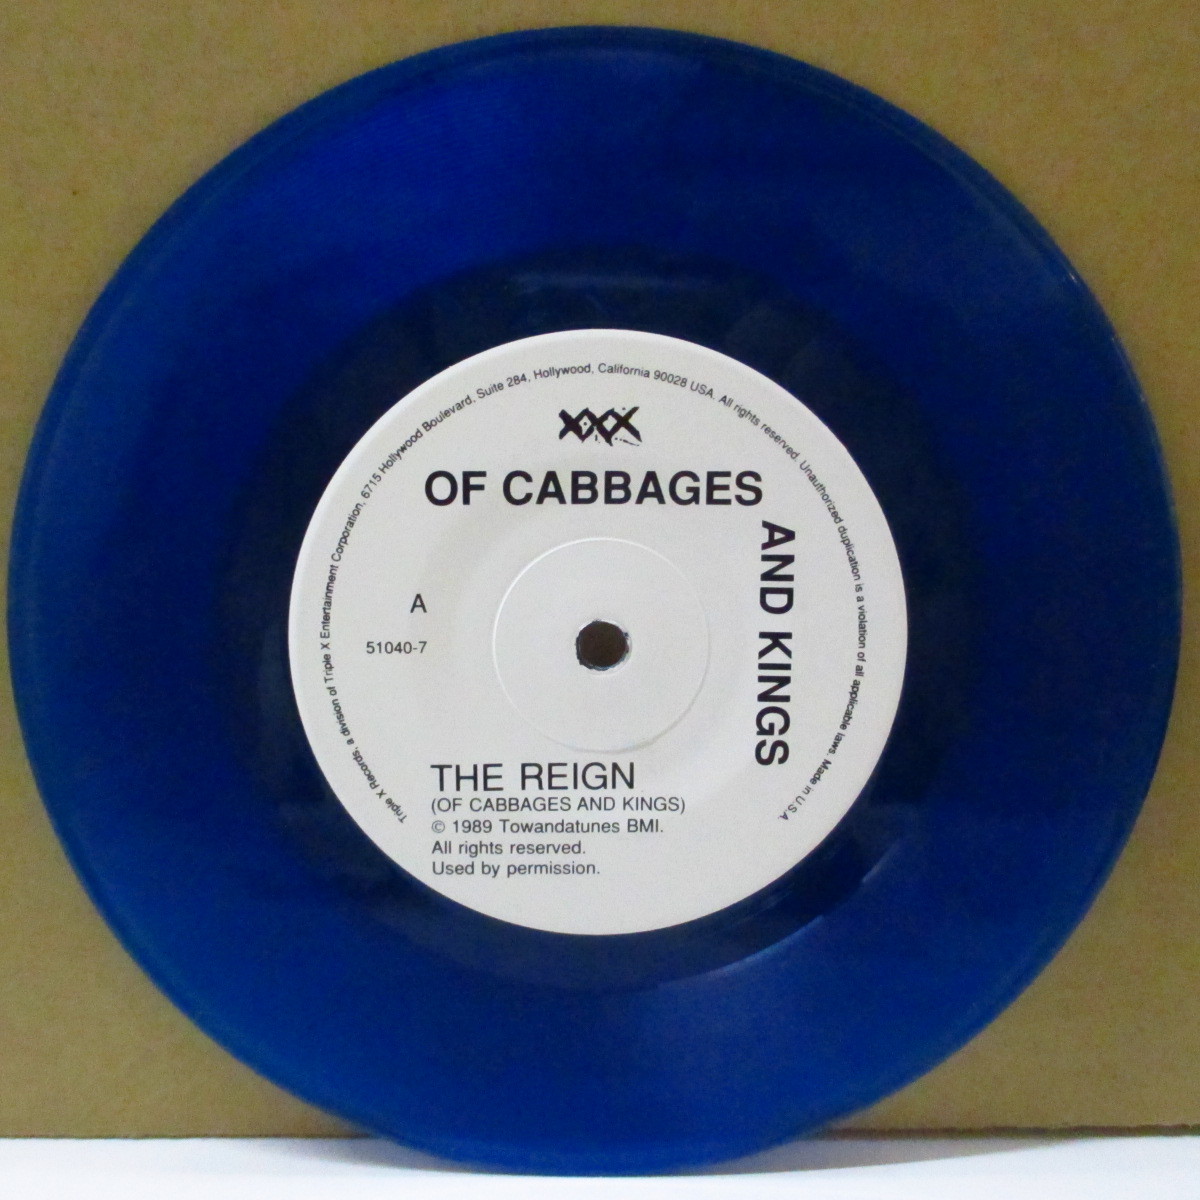 Triple X Records, a division of Triple X Entertainment Corporation, 6715 Hollywood Boulevard, Suite 284, Hollywood, California 90028 USA. All rights reserved. Unauthorized duplication is a violation of all applicable laws. Made in U.S.A.
XXX
OF CABBAGES
AND KINGS
A
51040-7
THE REIGN
(OF CABBAGES AND KINGS)
© 1989 Towandatunes BMI.
All rights reserved.
Used by permission.